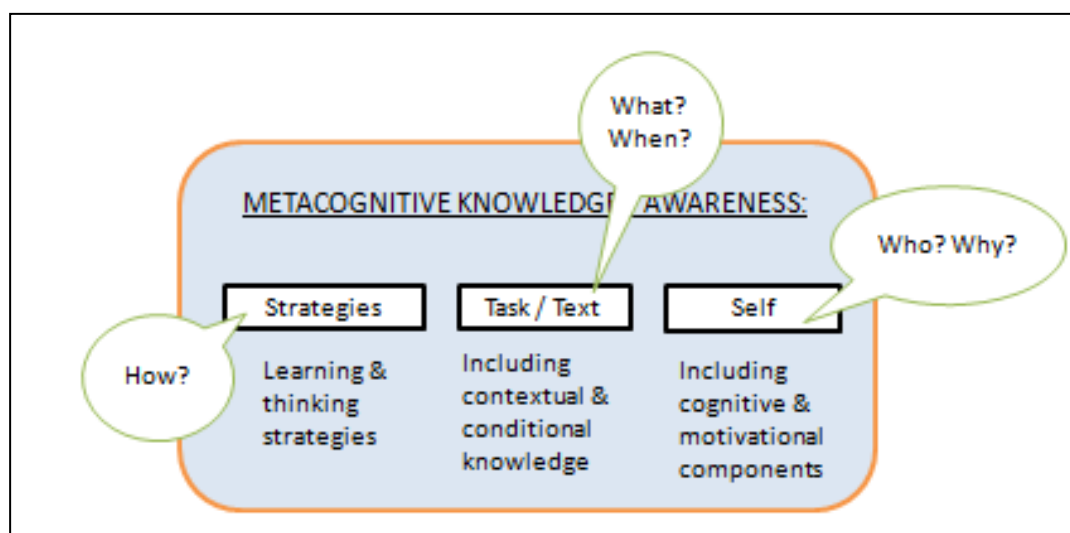 What?
When?
METACOGNITIVE KNOWLEDGE AWARENESS:
Who? Why?
Strategies
Task / Text
Self
How?
Learning &
thinking
strategies
Including
contextual &
conditional
knowledge
Including
cognitive &
motivational
components